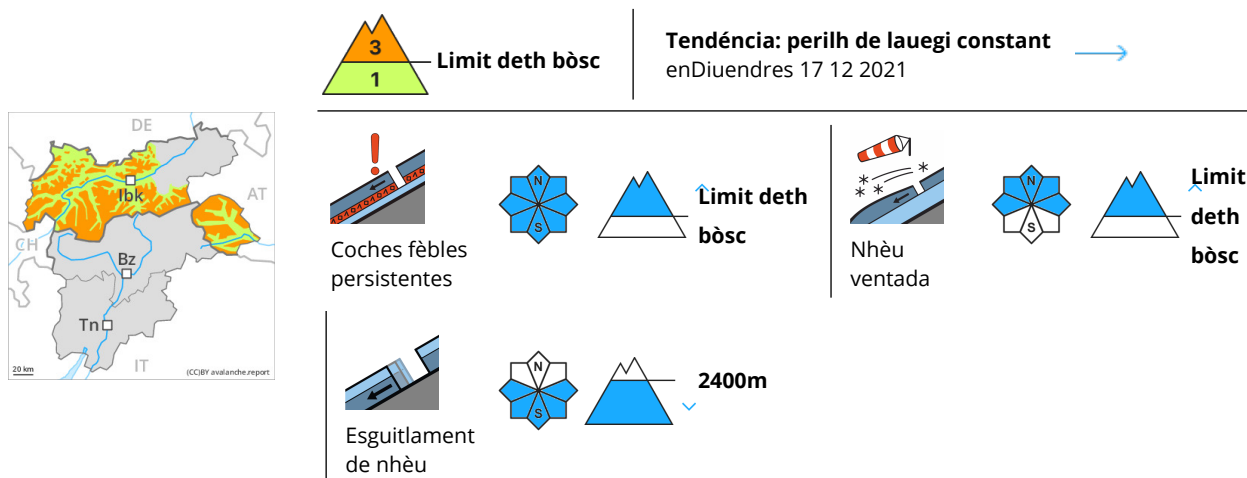 3
1
Limit deth bòsc
Tendéncia: perilh de lauegi constant
enDiuendres 17 12 2021
DE
AT
Ibk
CH
Bz
Tn
IT
20 km
(CC)BY avalanche.report
N
S
Limit deth
bòsc
Coches fèbles
persistentes
N
S
Limit
deth
bòsc
Nhèu
ventada
N
S
2400m
Esguitlament
de nhèu